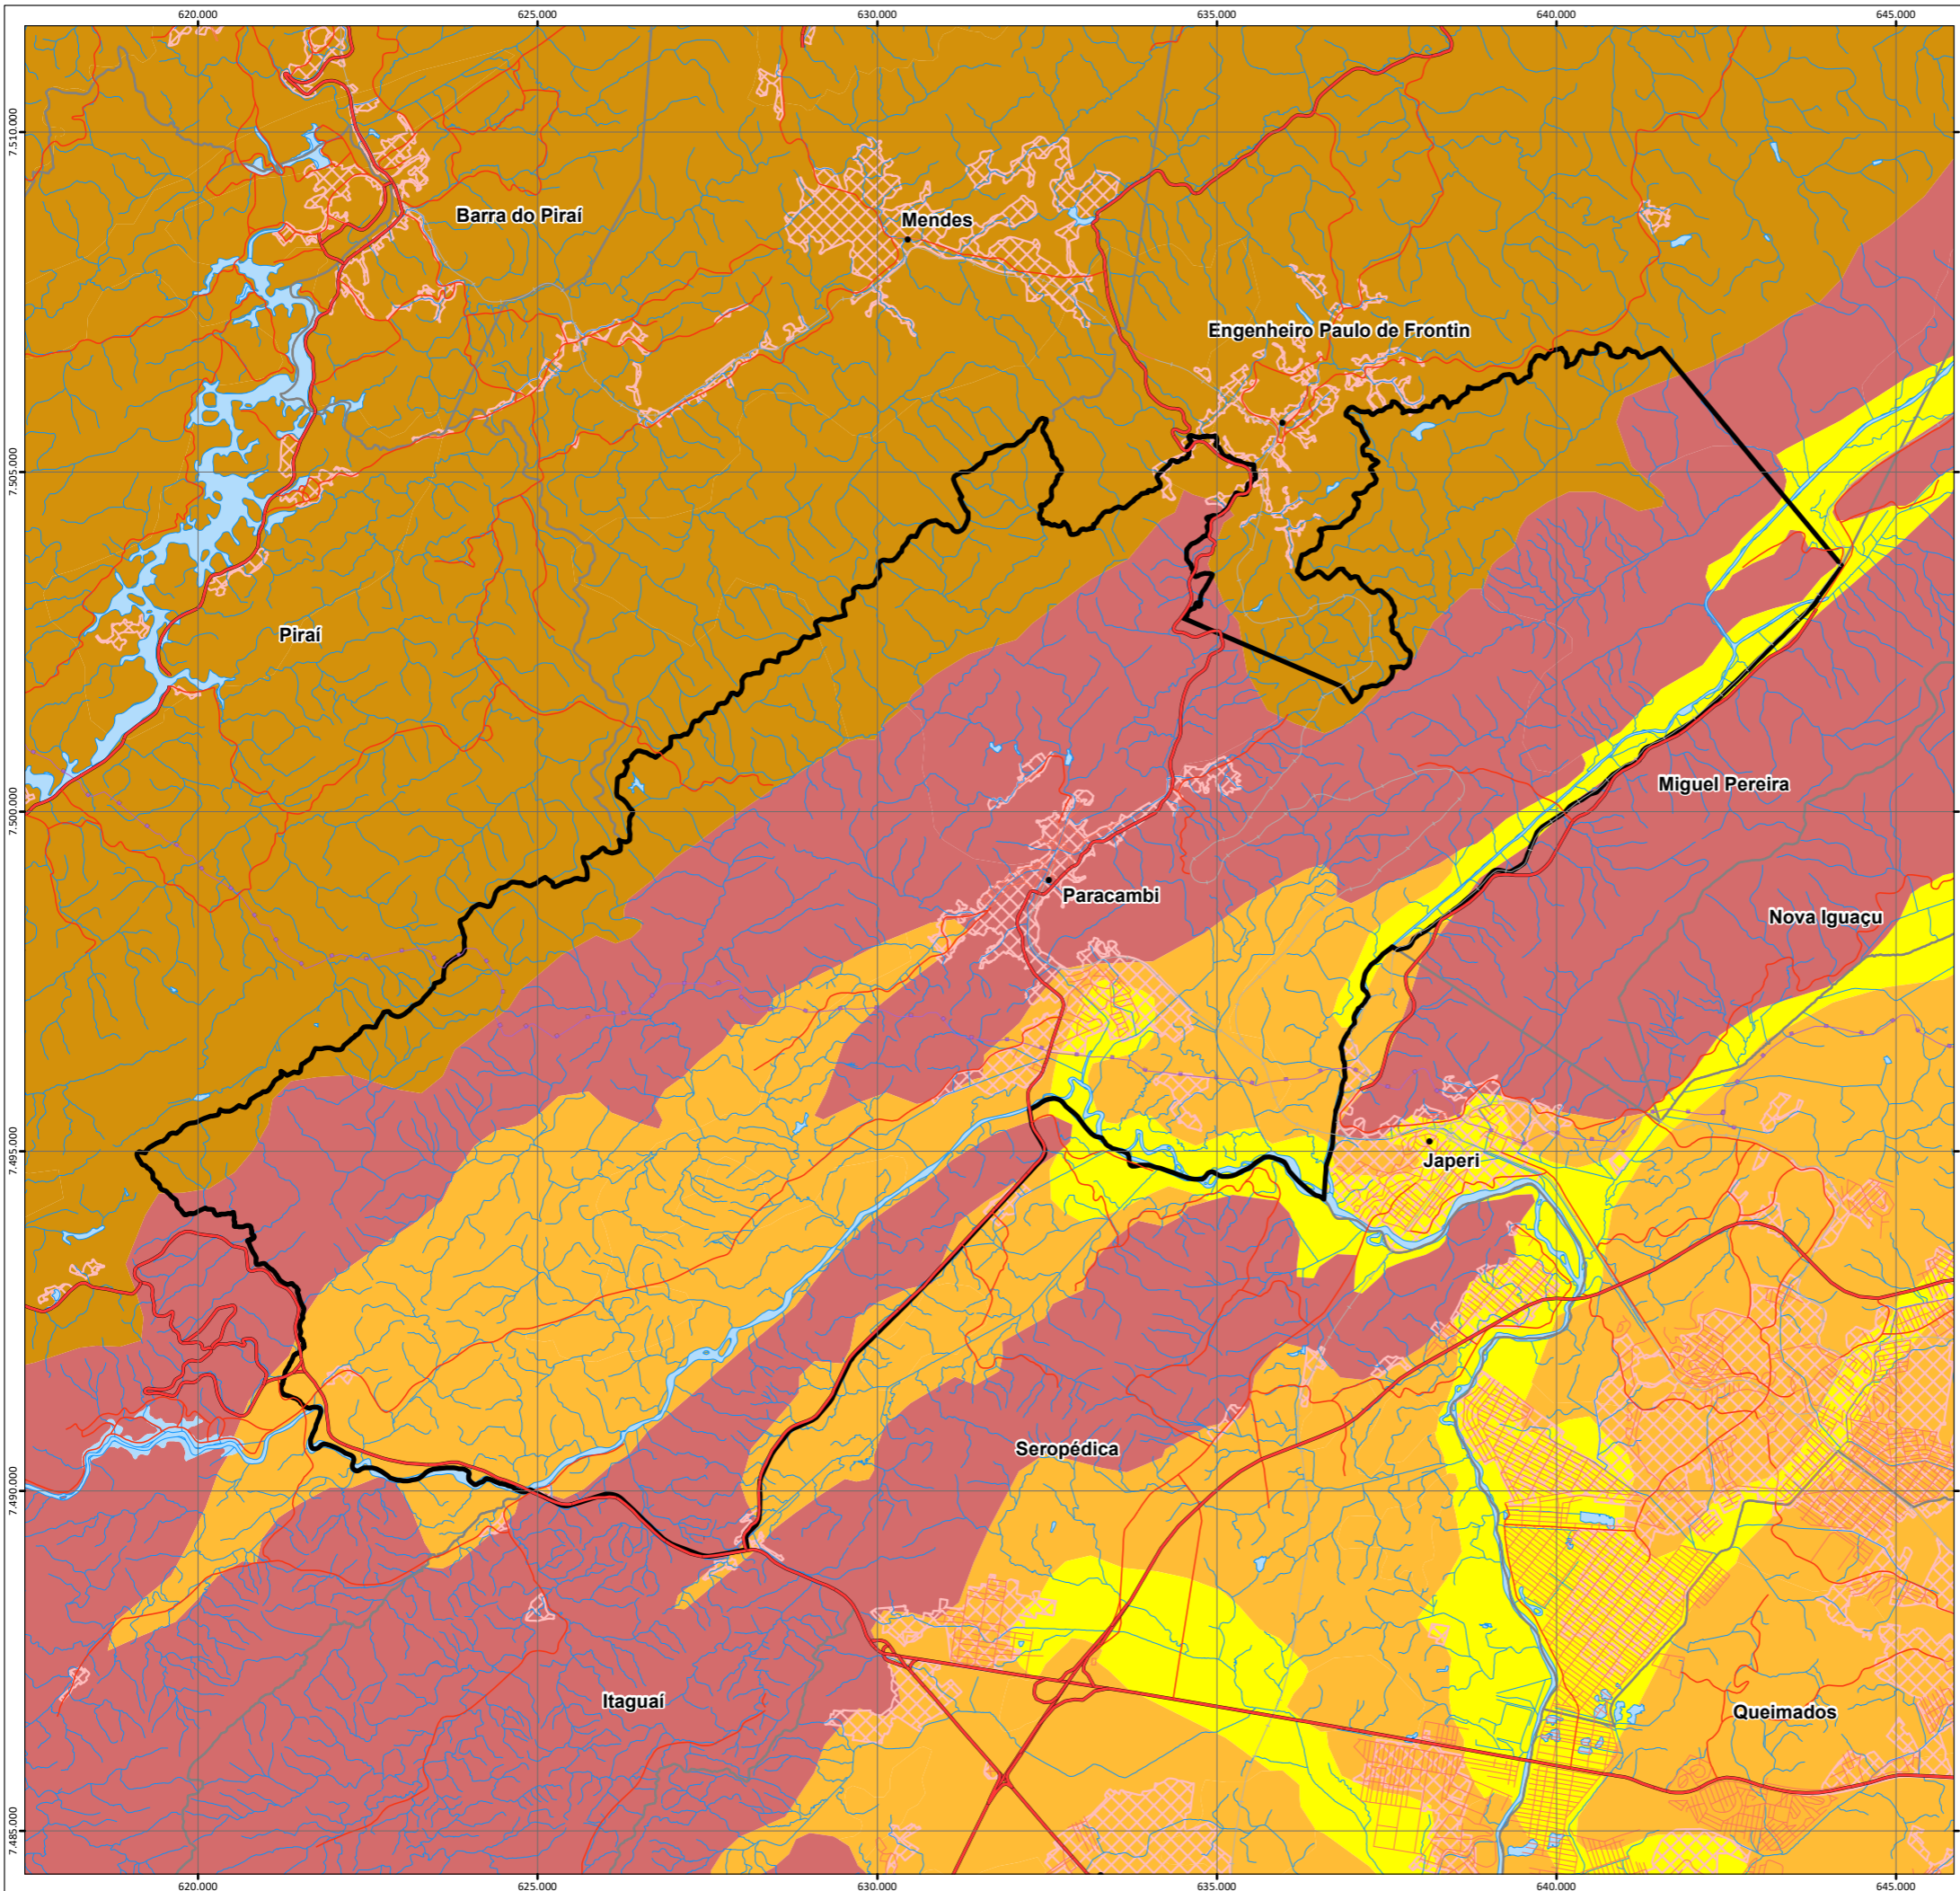 620.000 625.000 630.000 635.000 640.000 645.000
7.510.000
Barra do Piraí
Mendes
Engenheiro Paulo de Frontin
7.505.000
Piraí
Miguel Pereira
7.500.000
Paracambi
Nova Iguaçu
7.495.000
Japeri
Seropédica
7.490.000
Itaguaí
Queimados
7.485.000
620.000 625.000 630.000 635.000 640.000 645.000